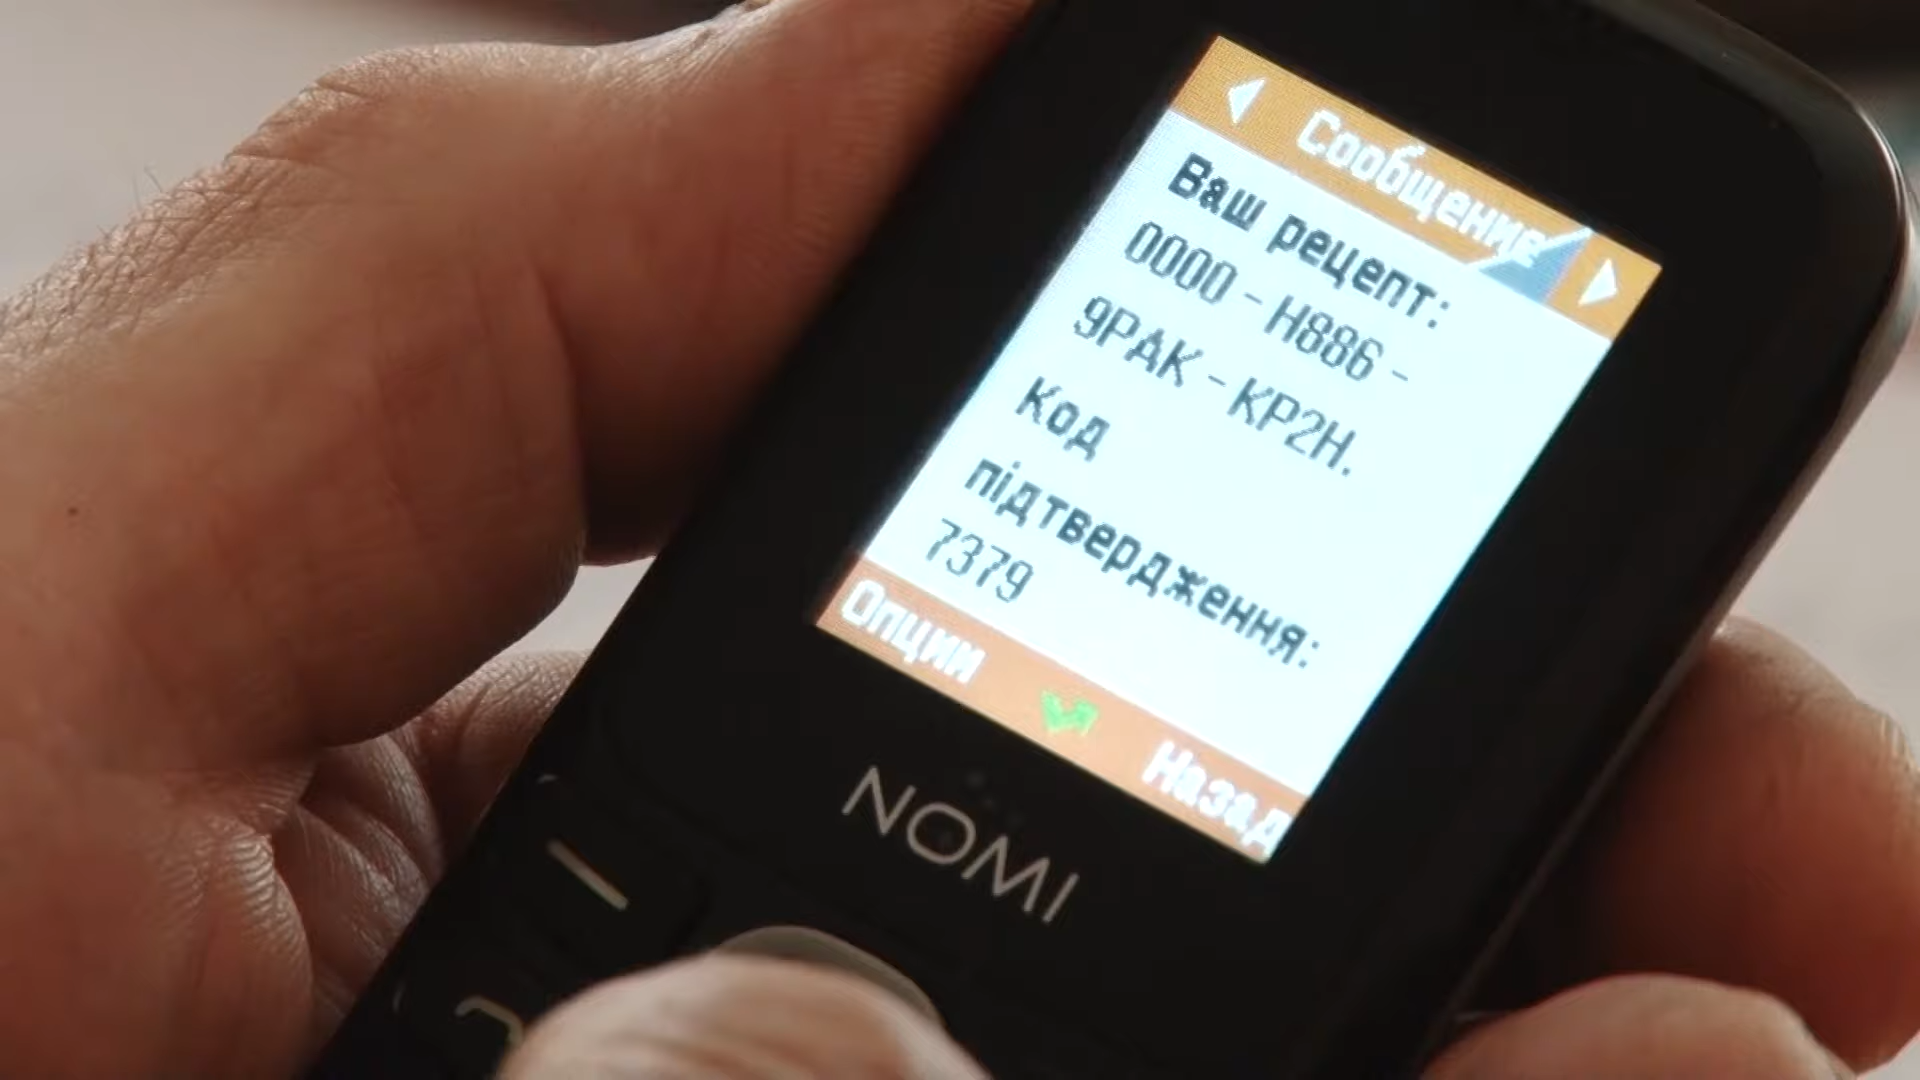 Сообщение
Ваш рецепт:
0000 - H886 -
9PAK - KP2H.
Код
підтвердження:
7379
Опции
Назад
NOMI